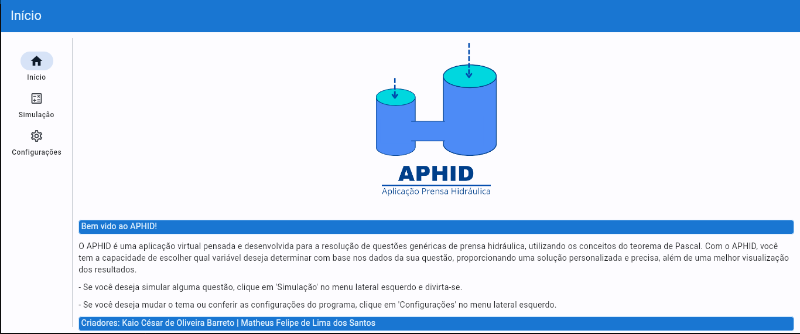 Início
Início
Simulação
Configurações
APHID
Aplicação Prensa Hidráulica
Bem vido ao APHID!
O APHID é uma aplicação virtual pensada e desenvolvida para a resolução de questões genéricas de prensa hidráulica, utilizando os conceitos do teorema de Pascal. Com o APHID, você
tem a capacidade de escolher qual variável deseja determinar com base nos dados da sua questão, proporcionando uma solução personalizada e precisa, além de uma melhor visualização
dos resultados.
- Se você deseja simular alguma questão, clique em 'Simulação' no menu lateral esquerdo e divirta-se.
- Se você deseja mudar o tema ou conferir as configurações do programa, clique em 'Configurações' no menu lateral esquerdo.
Criadores: Kaio César de Oliveira Barreto | Matheus Felipe de Lima dos Santos